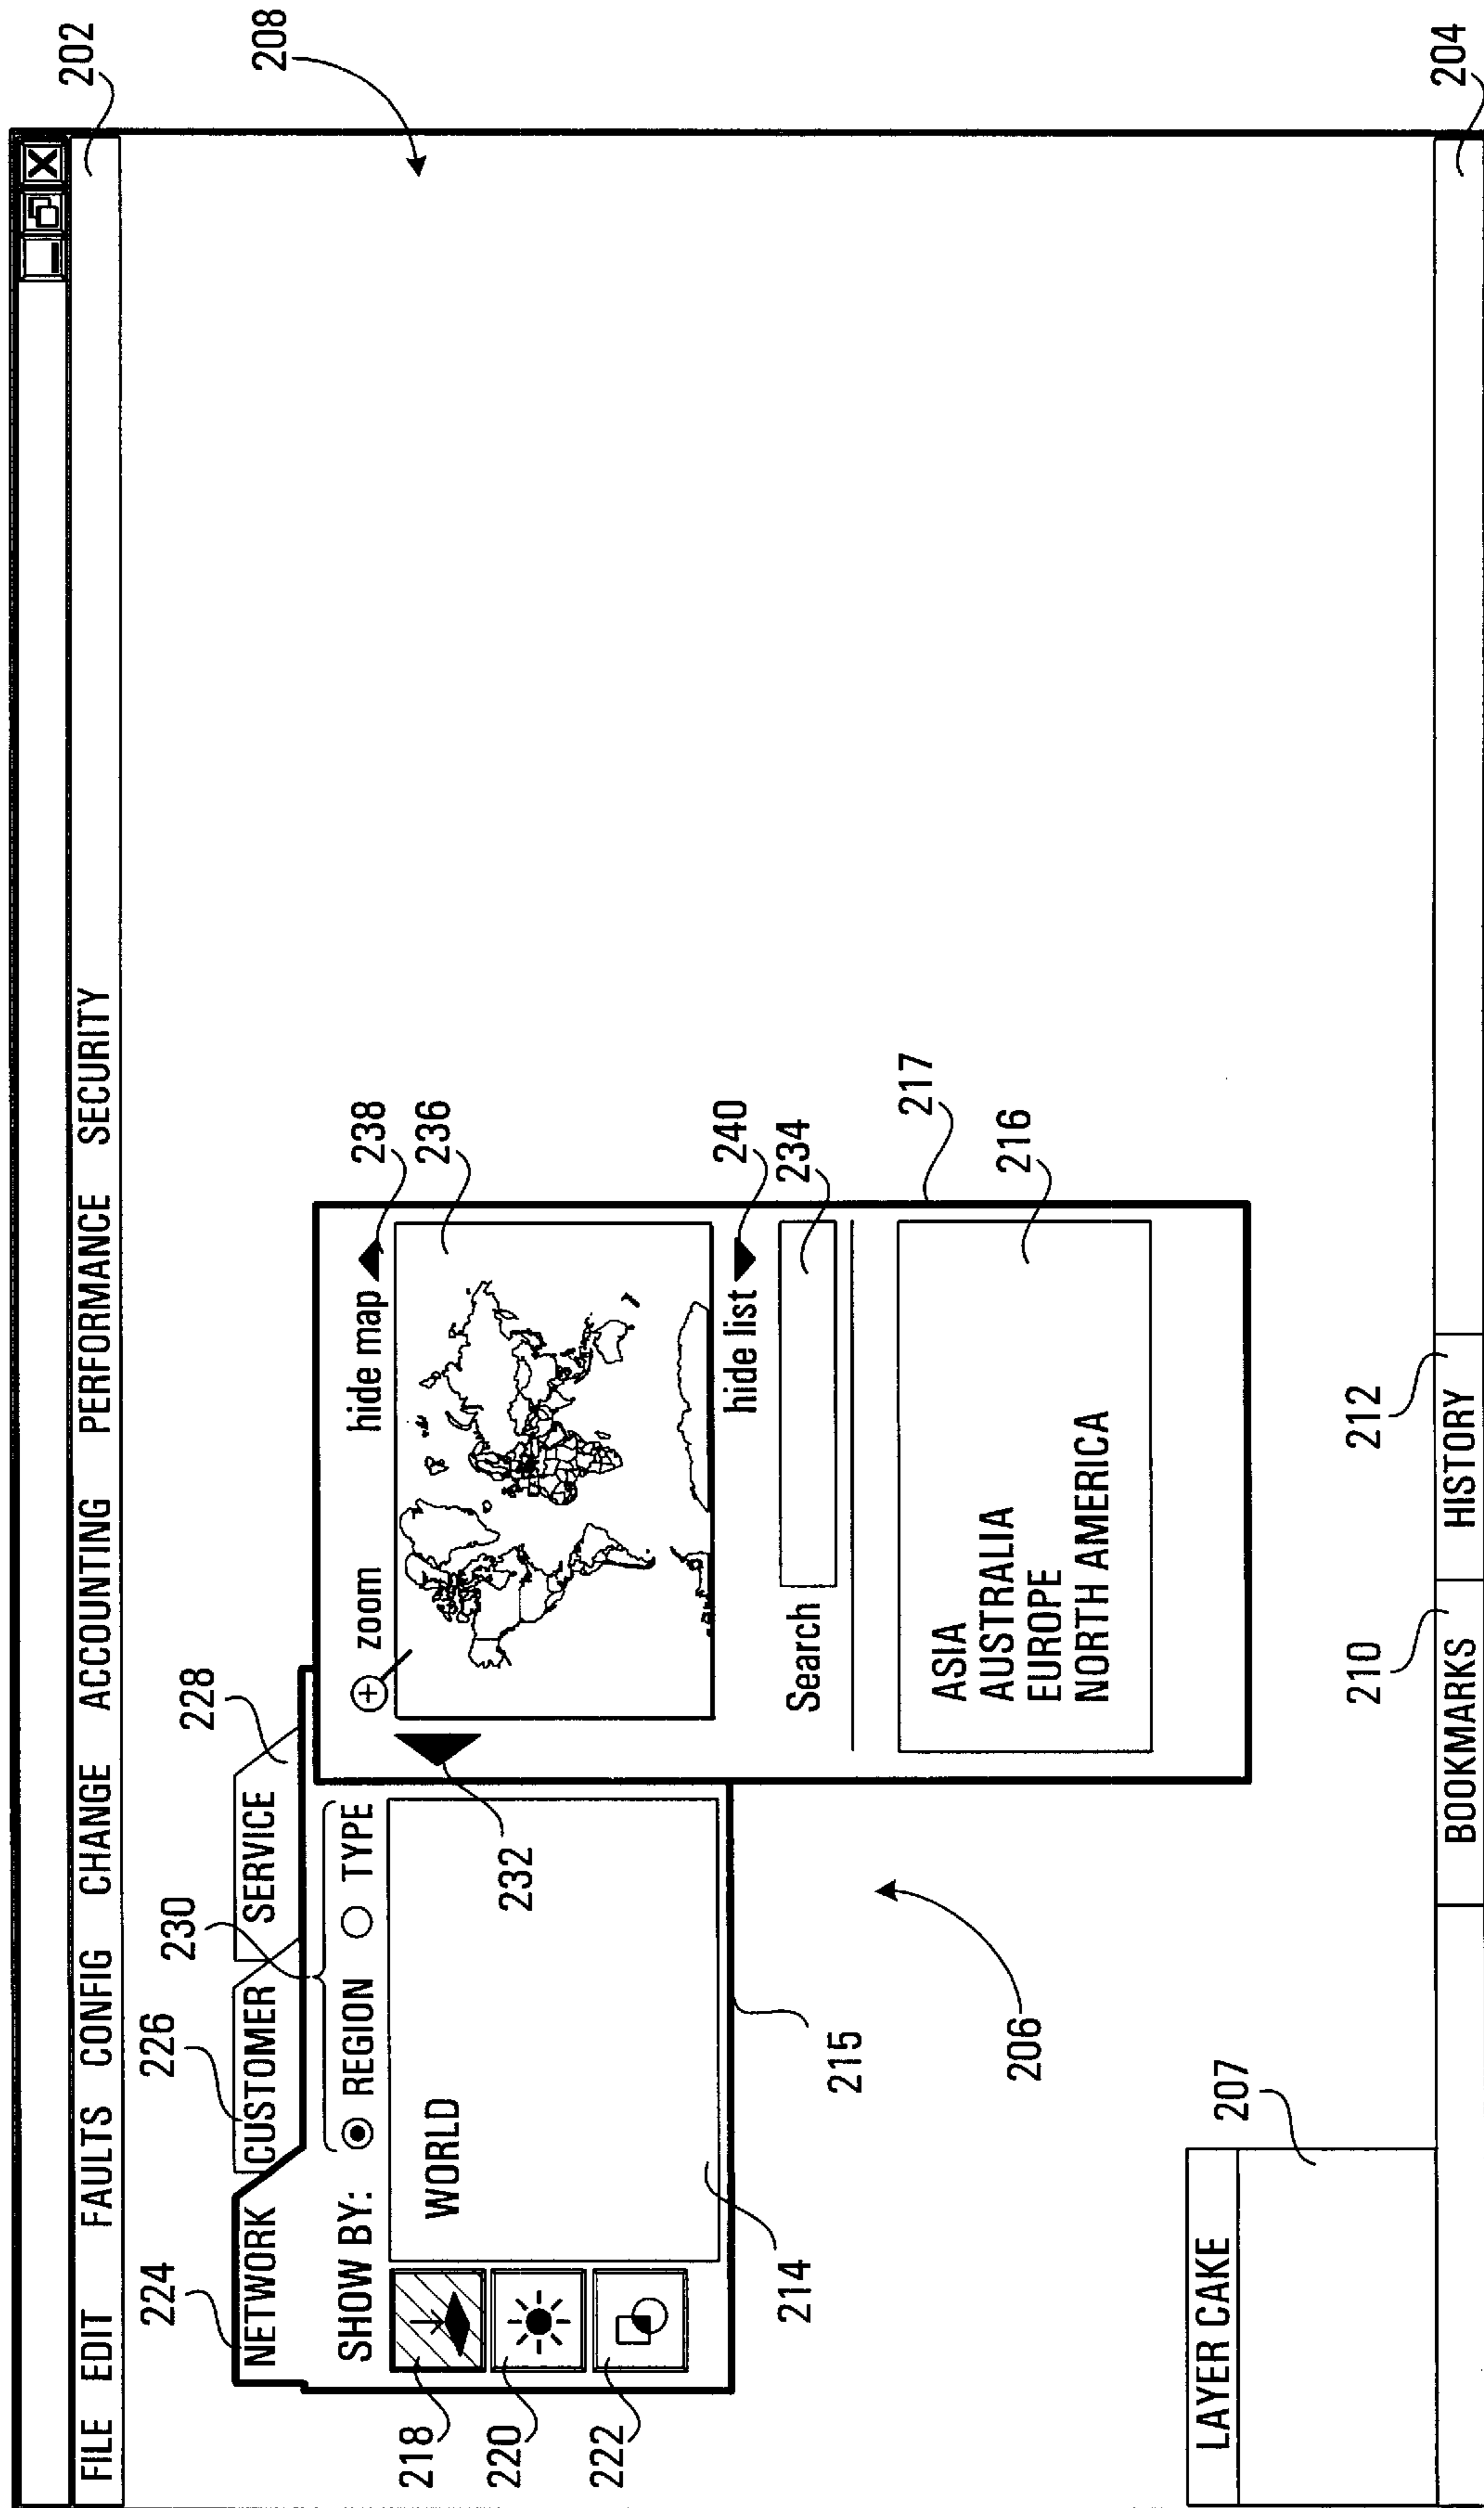 202
208
FILE EDIT FAULTS CONFIG CHANGE ACCOUNTING PERFORMANCE SECURITY
224
226
230
228
NETWORK CUSTOMER SERVICE
SHOW BY: REGION TYPE
218
220
222
WORLD
232
214
215
206
zoom hide map
238
236
hide list
240
Search
234
217
ASIA
AUSTRALIA
EUROPE
NORTH AMERICA
216
LAYER CAKE
207
210
212
BOOKMARKS HISTORY
204